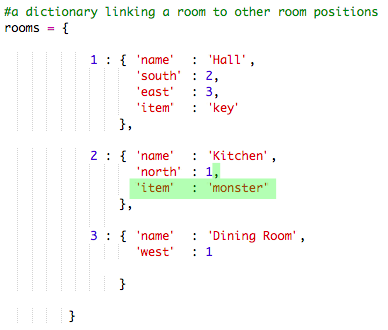 #a dictionary linking a room to other room positions
rooms = {
1 : { 'name' : 'Hall',
'south' : 2,
'east' : 3,
'item' : 'key'
},
2 : { 'name' : 'Kitchen',
'north' : 1,
'item' : 'monster'
},
3 : { 'name' : 'Dining Room',
'west' : 1
}
}